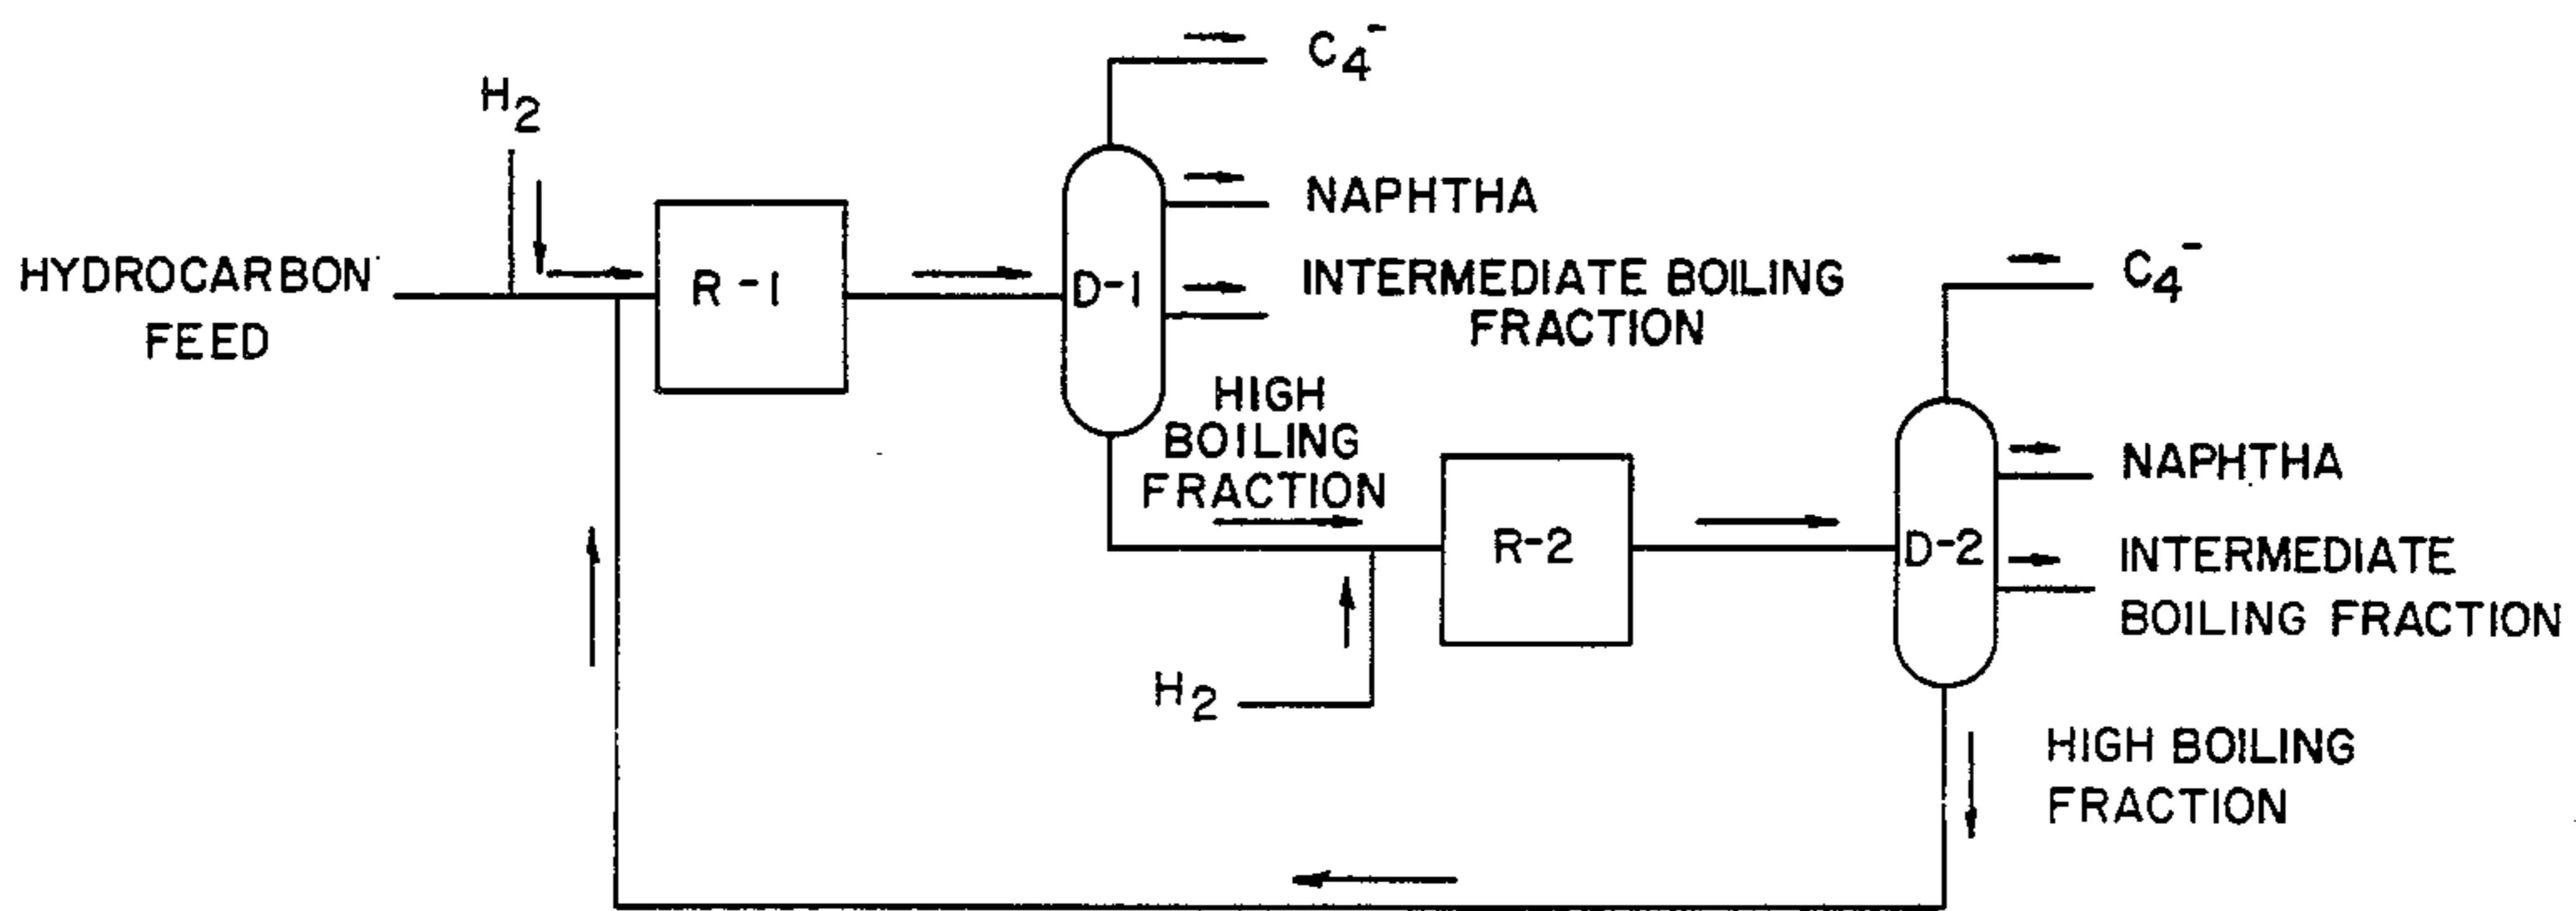 C4-
H2
NAPHTHA
HYDROCARBON
FEED
R-1
D-1
INTERMEDIATE BOILING
FRACTION
C4-
HIGH
BOILING
FRACTION
NAPHTHA
R-2
D-2
INTERMEDIATE
BOILING FRACTION
H2
HIGH BOILING
FRACTION